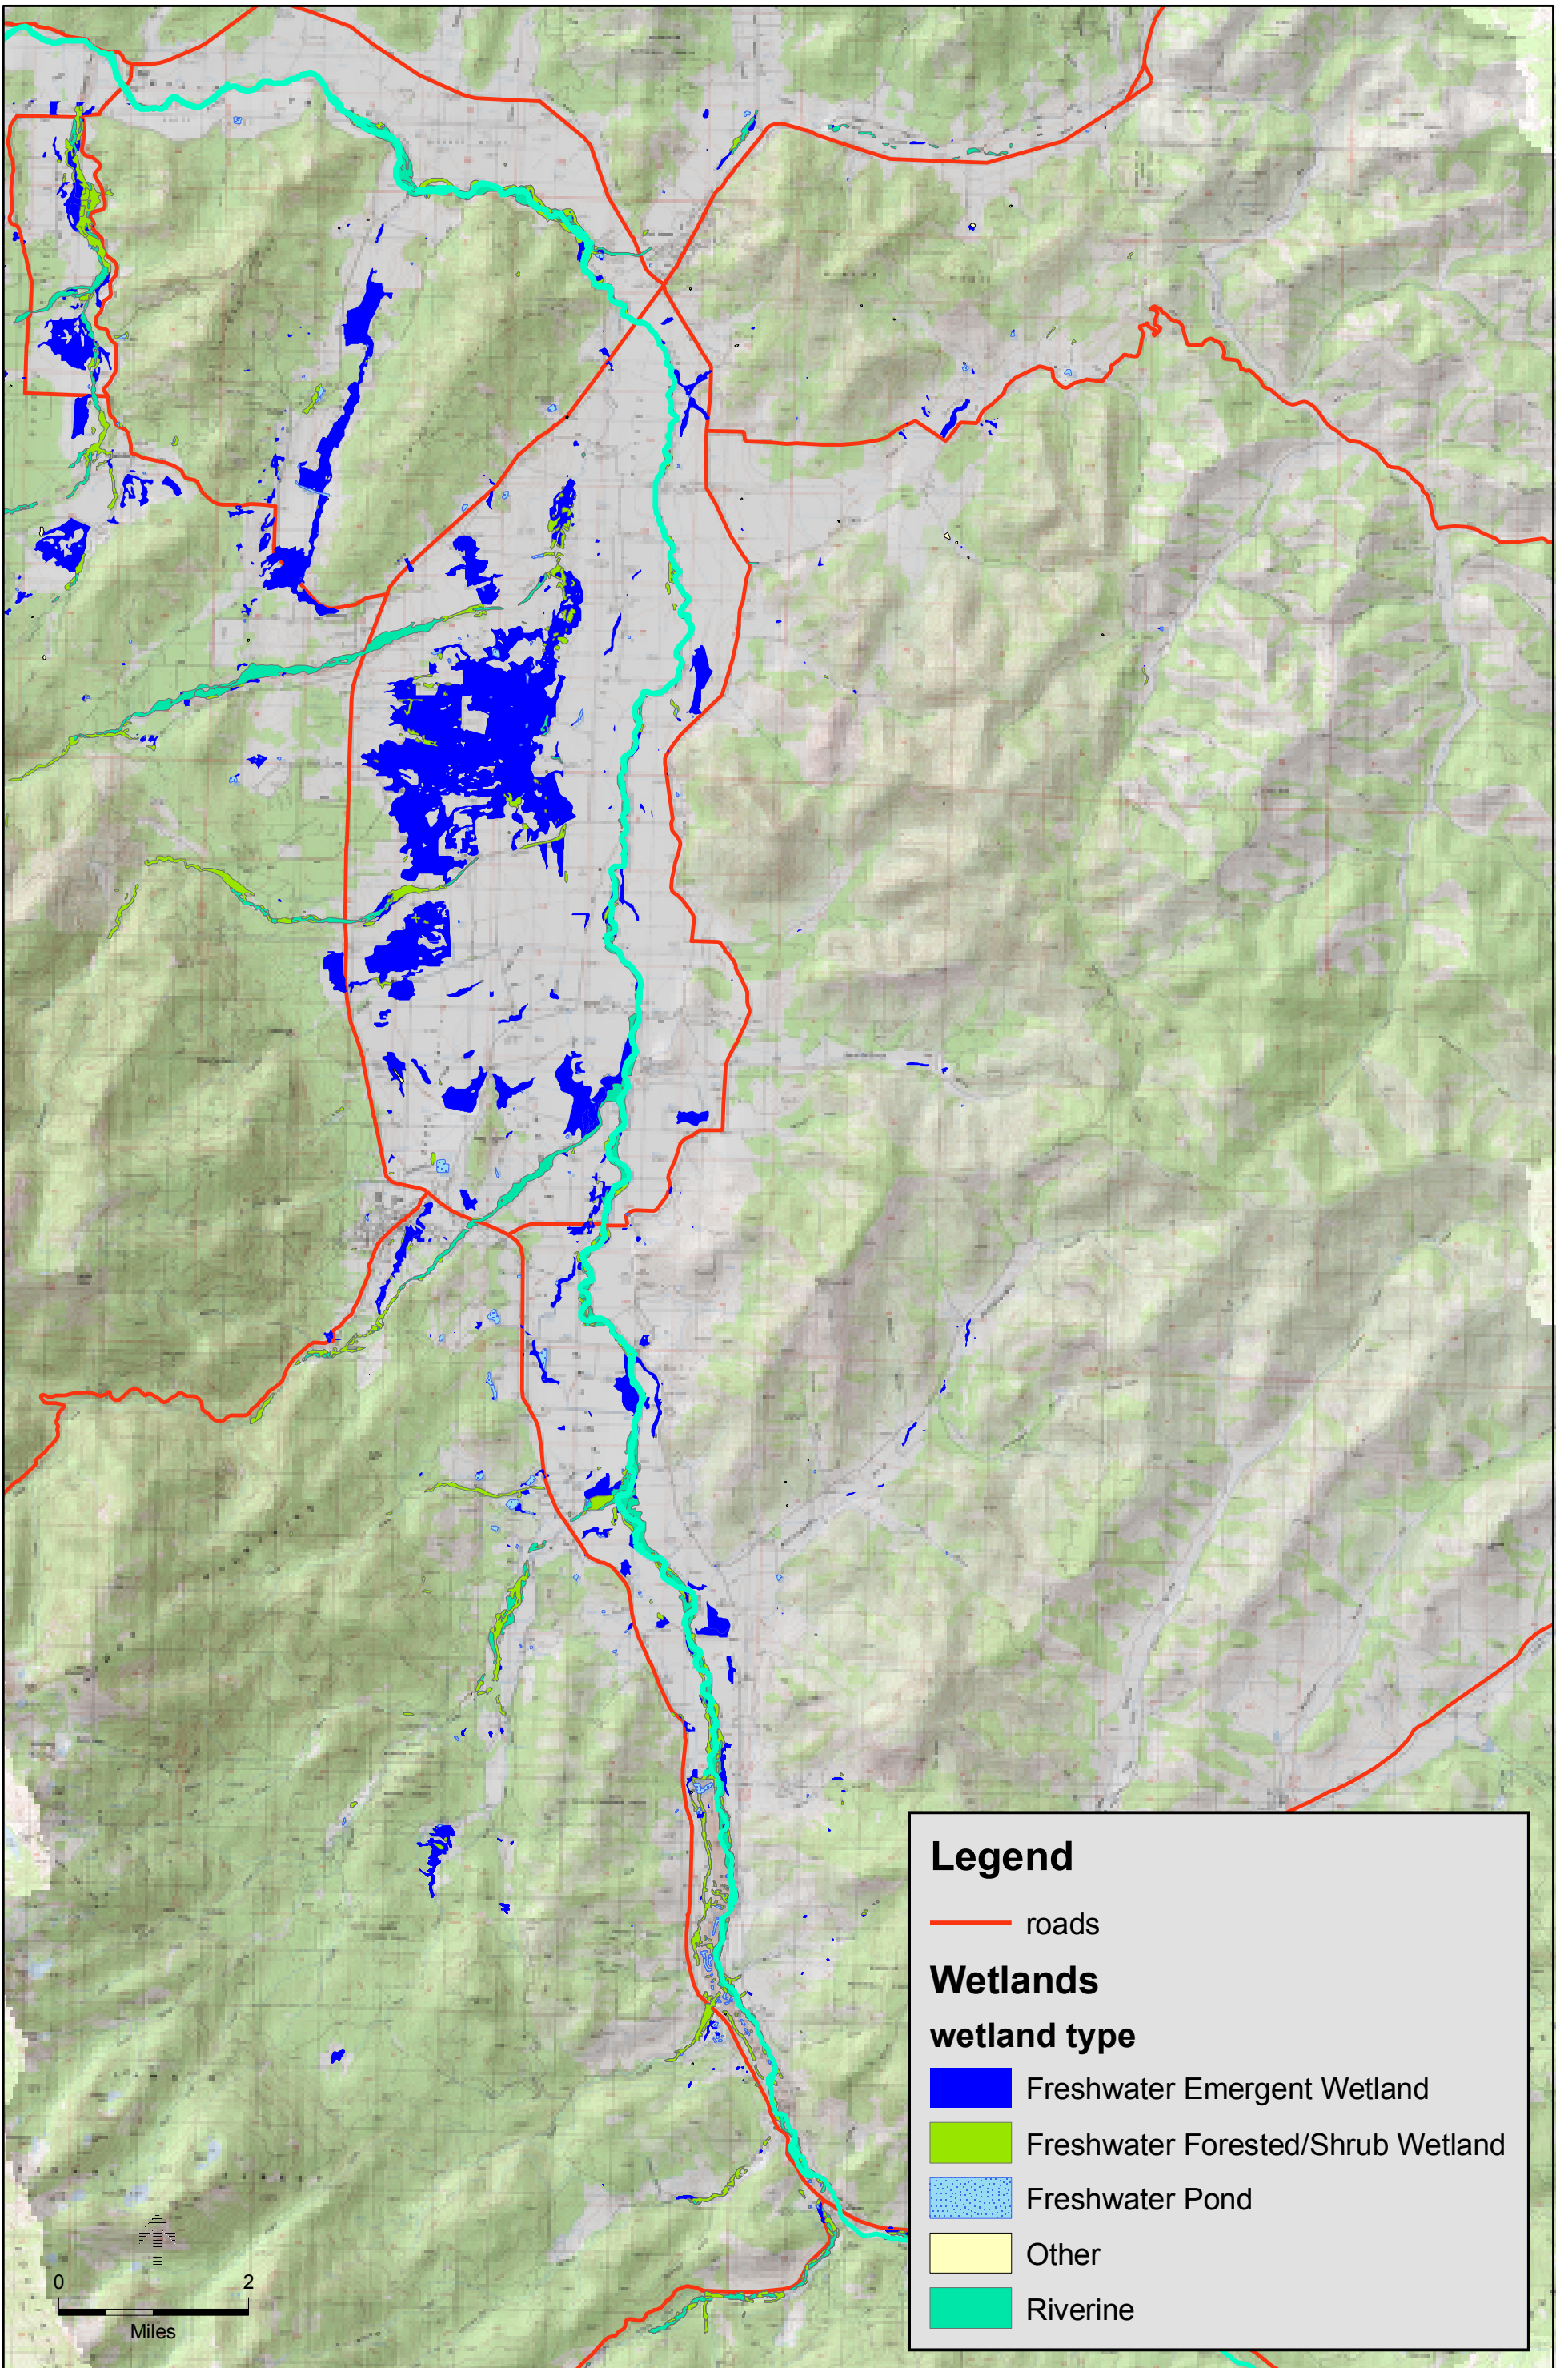 Legend
roads
Wetlands
wetland type
Freshwater Emergent Wetland
Freshwater Forested/Shrub Wetland
Freshwater Pond
Other
Riverine
0 2
Miles